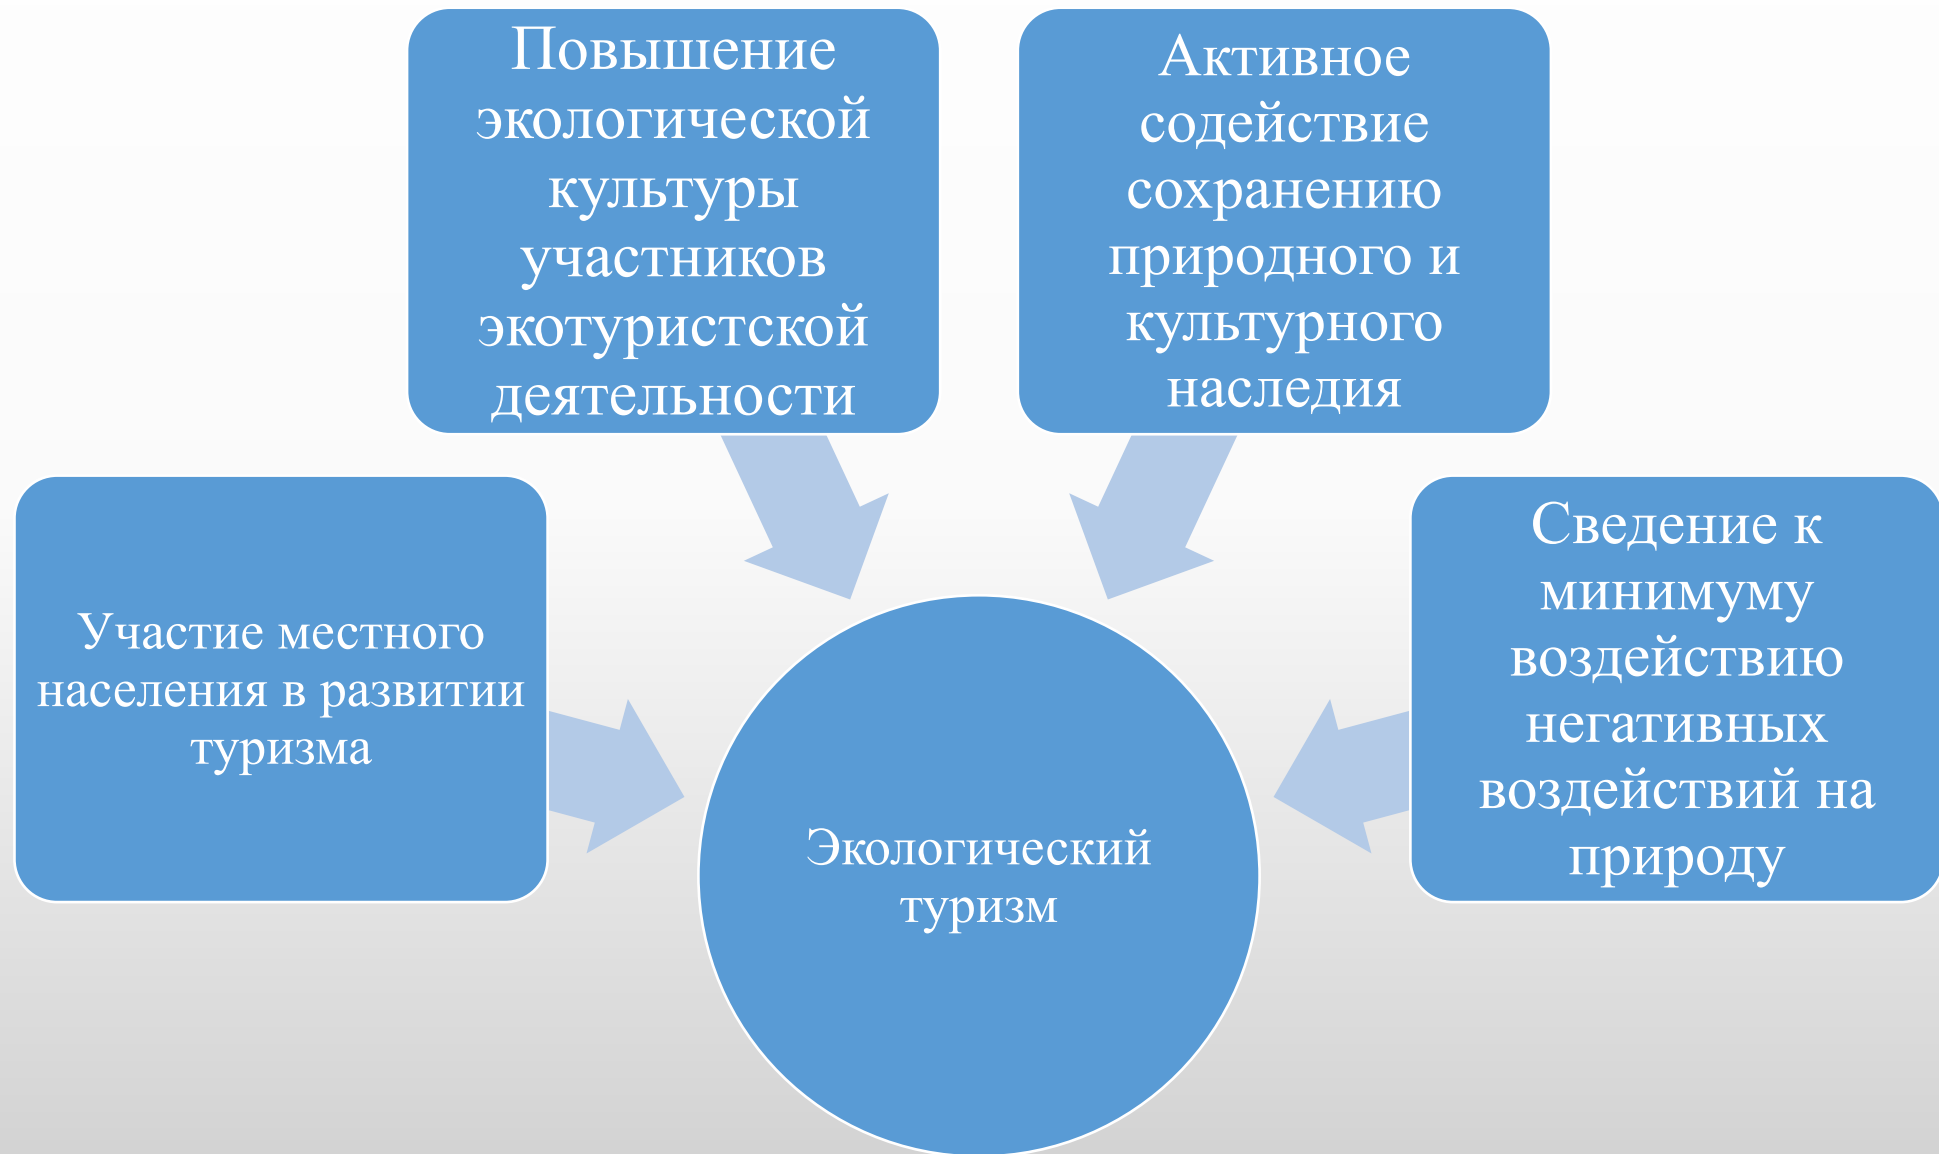 Повышение
экологической
культуры
участников
экотуристской
деятельности
Активное
содействие
сохранению
природного и
культурного
наследия
Участие местного
населения в развитии
туризма
Сведение к
минимуму
воздействию
негативных
воздействий на
природу
Экологический
туризм